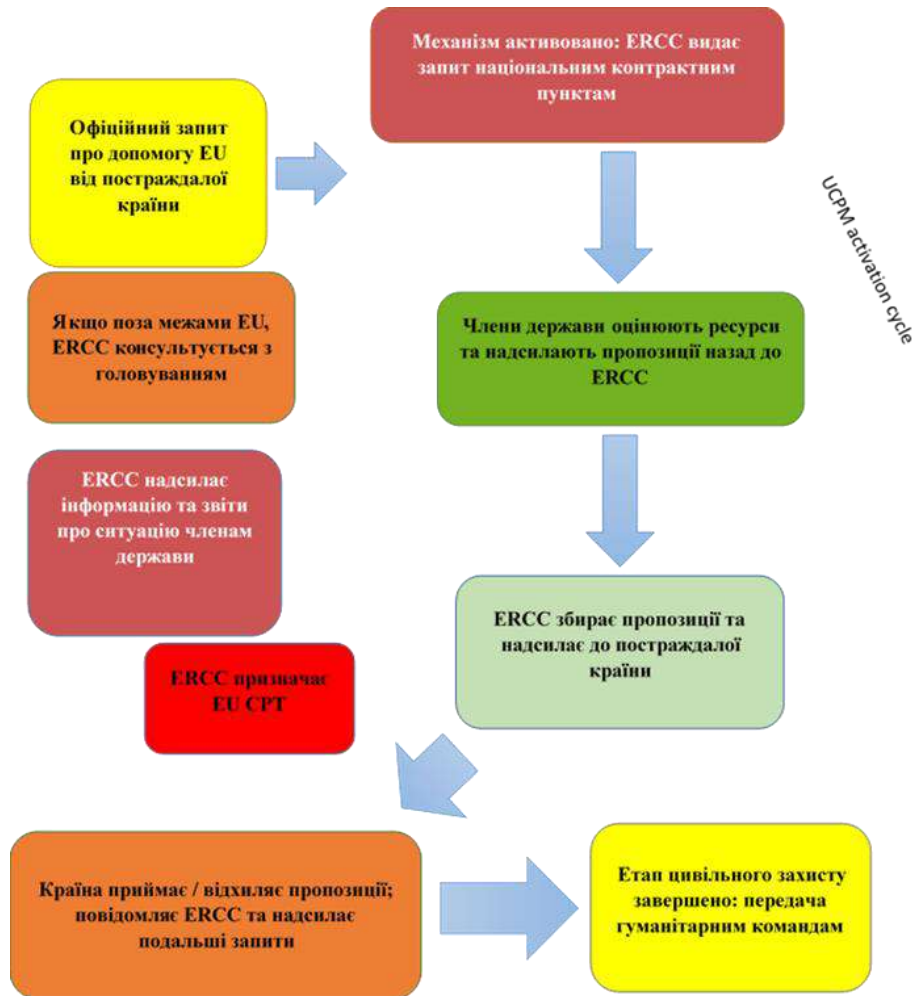 Офіційний запит
про допомогу EU
від постраждалої
країни
Механізм активовано: ERCC видає
запит національним контрактним
пунктам
UCPM activation cycle
Якщо поза межами EU,
ERCC консультується з
головуванням
Члени держави оцінюють ресурси
та надсилають пропозиції назад до
ERCC
ERCC надсилає
інформацію та звіти
про ситуацію членам
держави
ERCC збирає пропозиції та
надсилає до постраждалої
країни
ERCC призначає
EU CPT
Країна приймає / відхиляє пропозиції;
повідомляє ERCC та надсилає
подальші запити
Етап цивільного захисту
завершено: передача
гуманітарним командам